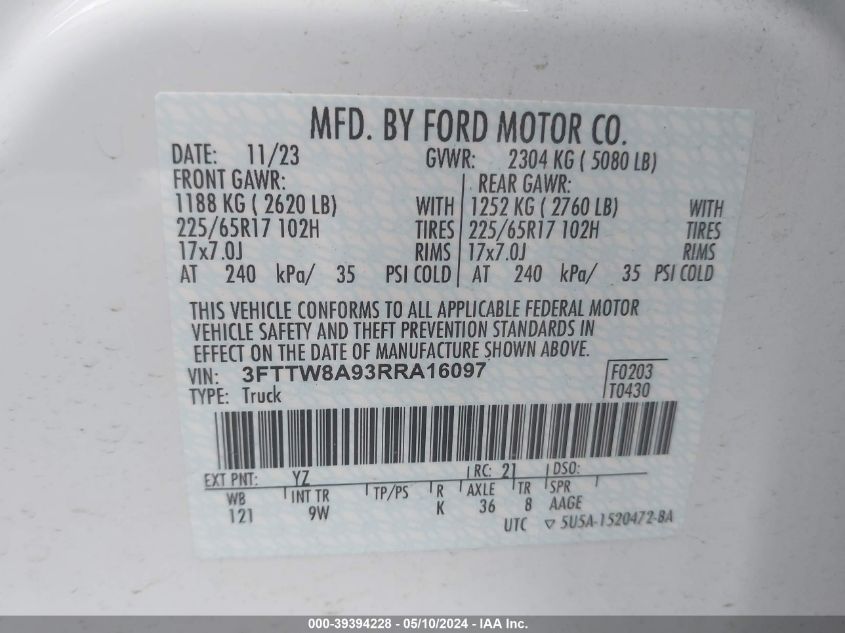 MFD. BY FORD MOTOR CO.
DATE: 11/23 GVWR: 2304 KG ( 5080 LB)
FRONT GAWR: REAR GAWR:
1188 KG ( 2620 LB) WITH 1252 KG ( 2760 LB) WITH
225/65R17 102H TIRES 225/65R17 102H TIRES
17x7.0J RIMS 17x7.0J RIMS
AT 240 kPa/ 35 PSI COLD AT 240 kPa/ 35 PSI COLD
THIS VEHICLE CONFORMS TO ALL APPLICABLE FEDERAL MOTOR
VEHICLE SAFETY AND THEFT PREVENTION STANDARDS IN
EFFECT ON THE DATE OF MANUFACTURE SHOWN ABOVE.
VIN: 3FTTW8A93RRA16097 F0203
TYPE: Truck T0430
EXT PNT: YZ RC: 21 DSO:
WB INT TR TP/PS R AXLE TR SPR
121 9W K 36 8 AAGE
UTC ▽ 5U5A-1520472-BA
000-39394228 - 05/10/2024 - IAA Inc.